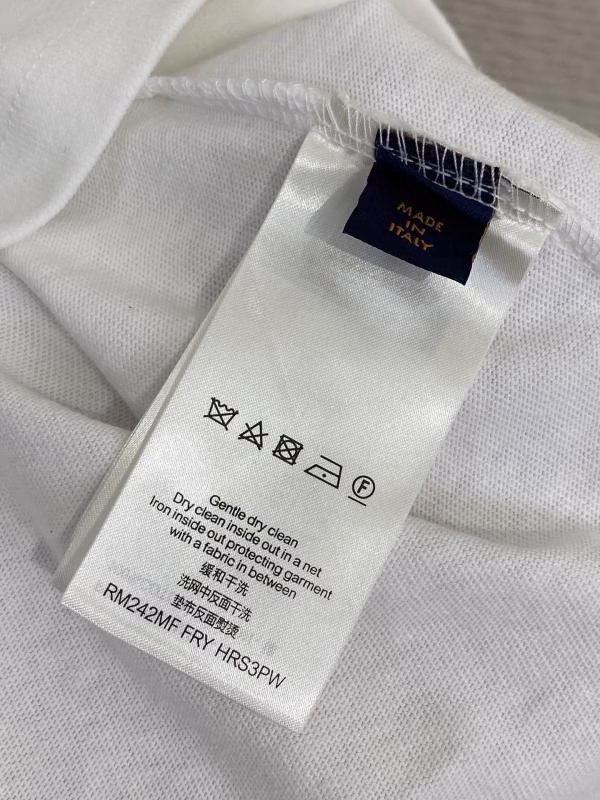 MADE
IN
ITALY
F
Gentle dry clean
Dry clean inside out in a net
Iron inside out protecting garment
with a fabric in between
缓和干洗
洗网中反面干洗
垫布反面熨烫
RM242MF FRY HRS3PW